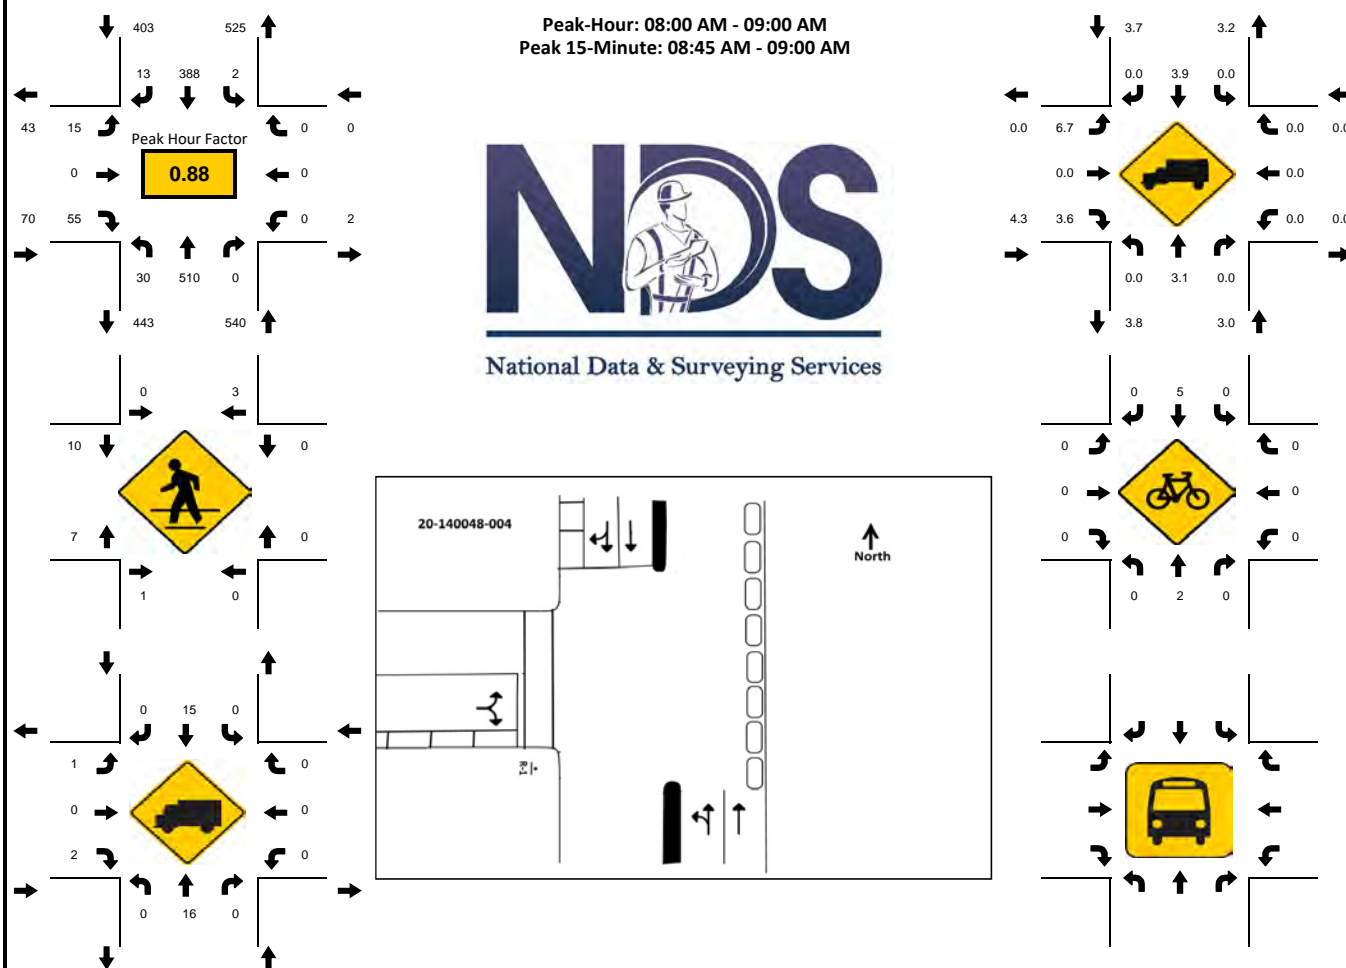 Peak-Hour: 08:00 AM - 09:00 AM
Peak 15-Minute: 08:45 AM - 09:00 AM
403 525
13 388 2
43 15 0 0
Peak Hour Factor
0 0.88 0
70 55 0 2
30 510 0
443 540
3.7 3.2
0.0 3.9 0.0
0.0 6.7 0.0 0.0
0.0 0.0
4.3 3.6 0.0 0.0
0.0 3.1 0.0
3.8 3.0
NDS
National Data & Surveying Services
0 3
10 0
7 0
1 0
0 5 0
0 0
0 0
0 0
0 2 0
20-140048-004
North
R-1
0 15 0
1 0
0 0
2 0
0 16 0